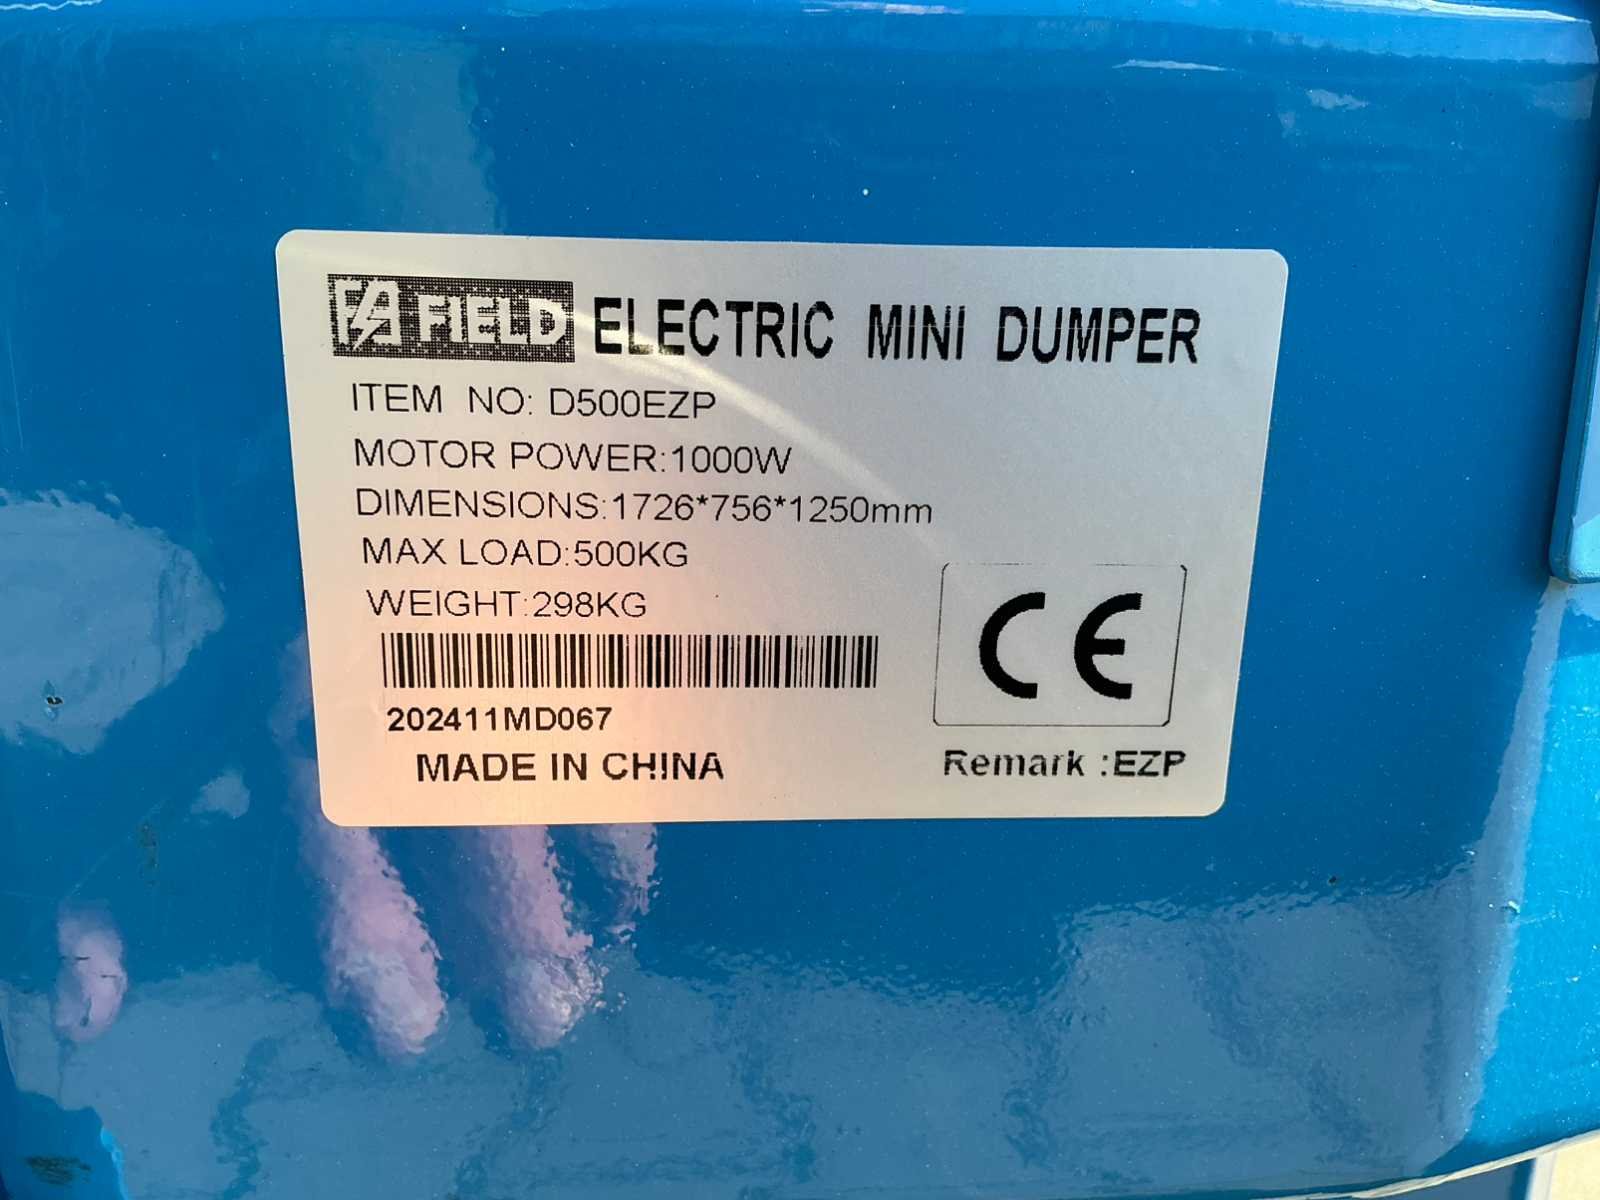 FA FIELD ELECTRIC MINI DUMPER
ITEM NO: D500EZP
MOTOR POWER:1000W
DIMENSIONS:1726*756*1250mm
MAX LOAD:500KG
WEIGHT:298KG
CE
202411MD067
MADE IN CHINA
Remark :EZP